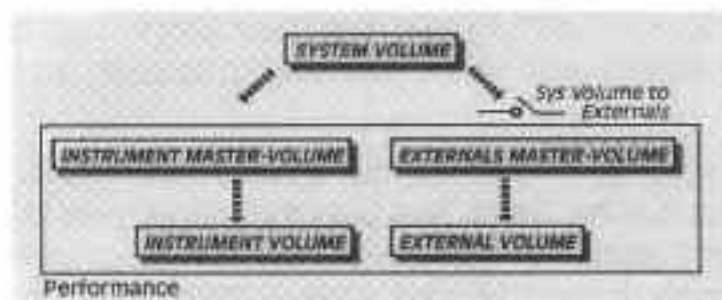 SYSTEM VOLUME
Sys Volume to
Externals
INSTRUMENT MASTER-VOLUME
EXTERNALS MASTER-VOLUME
INSTRUMENT VOLUME
EXTERNAL VOLUME
Performance